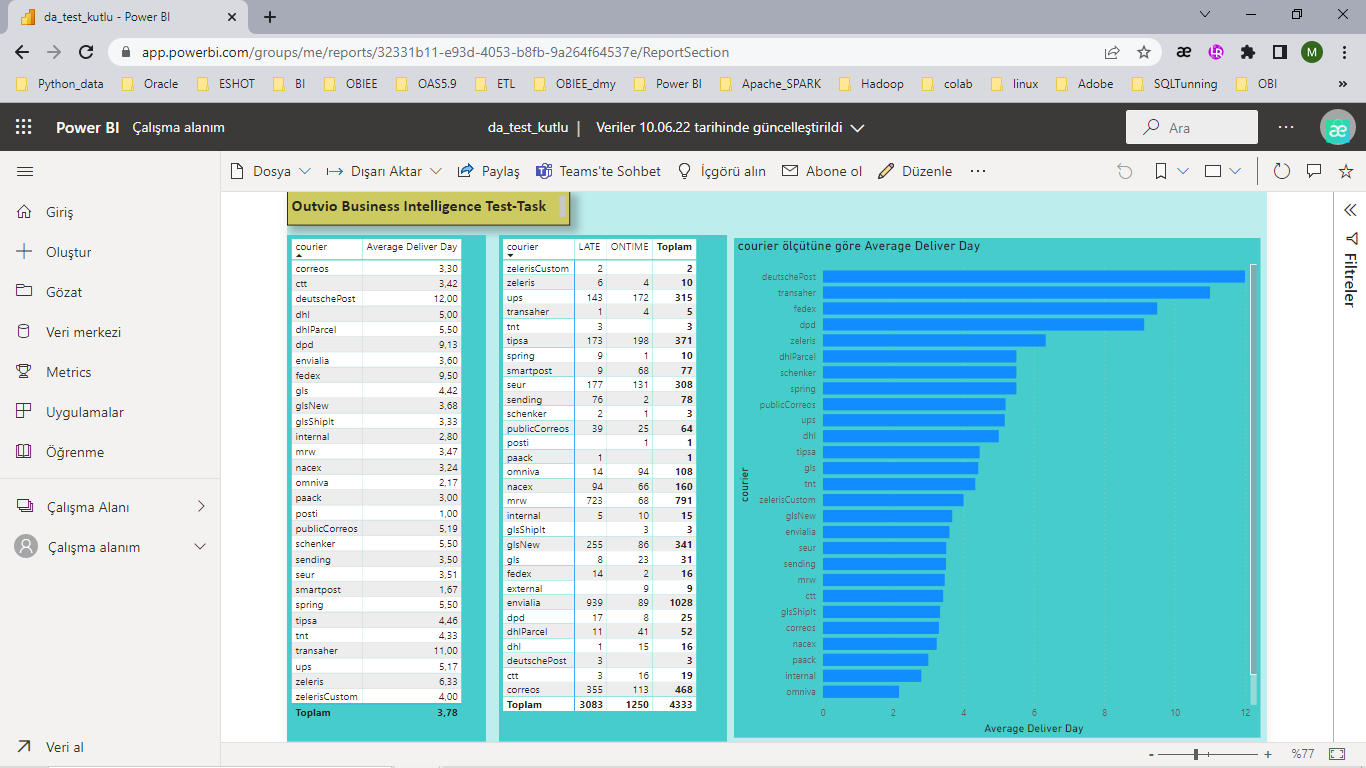 da_test_kutlu - Power BI
app.powerbi.com/groups/me/reports/32331b11-e93d-4053-b8fb-9a264f64537e/ReportSection
M
Python_data Oracle ESHOT BI OBIEE OAS5.9 ETL OBIEE_dmy Power BI Apache_SPARK Hadoop colab linux Adobe SQLTunning OBI »
Power BI Çalışma alanım da_test_kutlu | Veriler 10.06.22 tarihinde güncelleştirildi Ara ... æ
Dosya Dışarı Aktar Paylaş Teams'te Sohbet İçgörü alın Abone ol Düzenle ...
Giriş
Oluştur
Gözat
Veri merkezi
Metrics
Uygulamalar
Öğrenme
Çalışma Alanı
Çalışma alanım
Veri al
Outvio Business Intelligence Test-Task
courier Average Deliver Day
correos 3,30
ctt 3,42
deutschePost 12,00
dhl 5,00
dhlParcel 5,50
dpd 9,13
envialia 3,60
fedex 9,50
gls 4,42
glsNew 3,68
glsShipIt 3,33
internal 2,80
mrw 3,47
nacex 3,24
omniva 2,17
paack 3,00
posti 1,00
publicCorreos 5,19
schenker 5,50
sending 3,50
seur 3,51
smartpost 1,67
spring 5,50
tipsa 4,46
tnt 4,33
transaher 11,00
ups 5,17
zeleris 6,33
zelerisCustom 4,00
Toplam 3,78
courier LATE ONTIME Toplam
zelerisCustom 2 2
zeleris 6 4 10
ups 143 172 315
transaher 1 4 5
tnt 3 3
tipsa 173 198 371
spring 9 1 10
smartpost 9 68 77
seur 177 131 308
sending 76 2 78
schenker 2 1 3
publicCorreos 39 25 64
posti 1 1
paack 1 1
omniva 14 94 108
nacex 94 66 160
mrw 723 68 791
internal 5 10 15
glsShipIt 3 3
glsNew 255 86 341
gls 8 23 31
fedex 14 2 16
external 9 9
envialia 939 89 1028
dpd 17 8 25
dhlParcel 11 41 52
dhl 1 15 16
deutschePost 3 3
ctt 3 16 19
correos 355 113 468
Toplam 3083 1250 4333
courier ölçütüne göre Average Deliver Day
courier
deutschePost
transaher
fedex
dpd
zeleris
dhlParcel
schenker
spring
publicCorreos
ups
dhl
tipsa
gls
tnt
zelerisCustom
glsNew
envialia
seur
sending
mrw
ctt
glsShipIt
correos
nacex
paack
internal
omniva
0 2 4 6 8 10 12
Average Deliver Day
Filtreler
- + %77